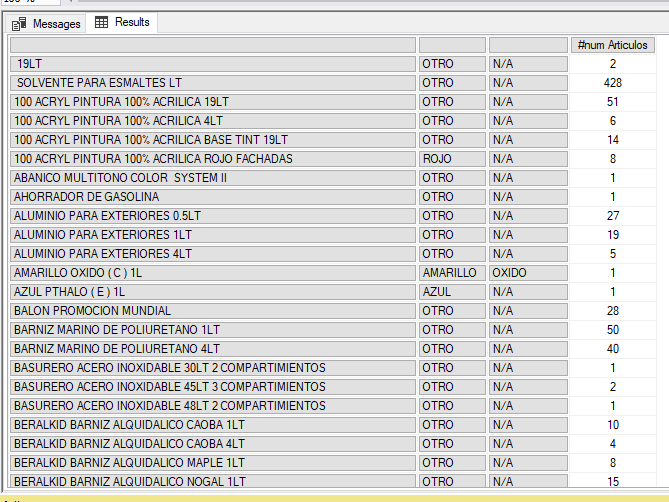 Messages Results
#num Articulos
19LT OTRO N/A 2
SOLVENTE PARA ESMALTES LT OTRO N/A 428
100 ACRYL PINTURA 100% ACRILICA 19LT OTRO N/A 51
100 ACRYL PINTURA 100% ACRILICA 4LT OTRO N/A 6
100 ACRYL PINTURA 100% ACRILICA BASE TINT 19LT OTRO N/A 14
100 ACRYL PINTURA 100% ACRILICA ROJO FACHADAS ROJO N/A 8
ABANICO MULTITONO COLOR SYSTEM II OTRO N/A 1
AHORRADOR DE GASOLINA OTRO N/A 1
ALUMINIO PARA EXTERIORES 0.5LT OTRO N/A 27
ALUMINIO PARA EXTERIORES 1LT OTRO N/A 19
ALUMINIO PARA EXTERIORES 4LT OTRO N/A 5
AMARILLO OXIDO ( C ) 1L AMARILLO OXIDO 1
AZUL PTHALO ( E ) 1L AZUL N/A 1
BALON PROMOCION MUNDIAL OTRO N/A 28
BARNIZ MARINO DE POLIURETANO 1LT OTRO N/A 50
BARNIZ MARINO DE POLIURETANO 4LT OTRO N/A 40
BASURERO ACERO INOXIDABLE 30LT 2 COMPARTIMIENTOS OTRO N/A 1
BASURERO ACERO INOXIDABLE 45LT 3 COMPARTIMIENTOS OTRO N/A 2
BASURERO ACERO INOXIDABLE 48LT 2 COMPARTIMIENTOS OTRO N/A 1
BERALKID BARNIZ ALQUIDALICO CAOBA 1LT OTRO N/A 10
BERALKID BARNIZ ALQUIDALICO CAOBA 4LT OTRO N/A 4
BERALKID BARNIZ ALQUIDALICO MAPLE 1LT OTRO N/A 8
BERALKID BARNIZ ALQUIDALICO NOGAL 1LT OTRO N/A 15